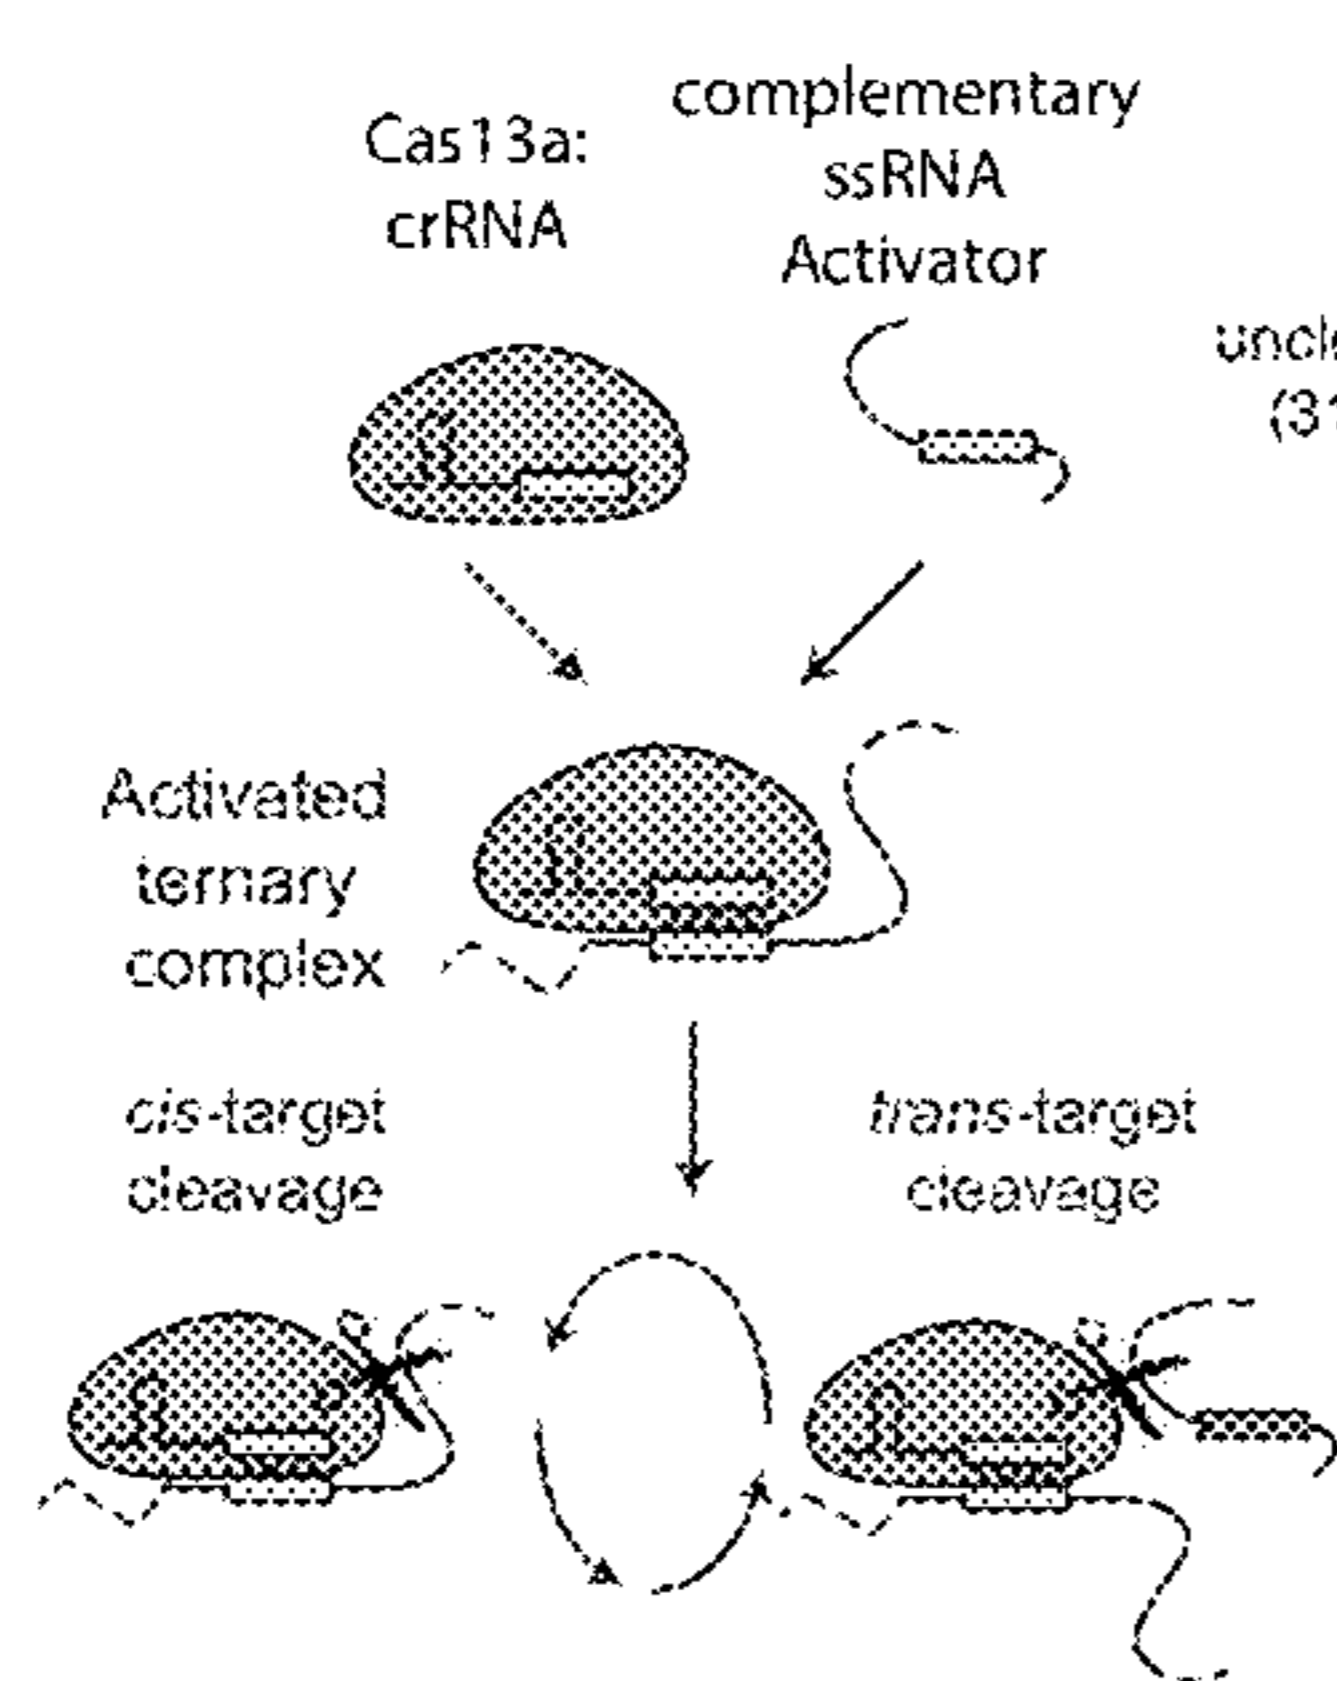 Cas13a:
crRNA
complementary
ssRNA
Activator
Activated
ternary
complex
cis-target
cleavage
trans-target
cleavage